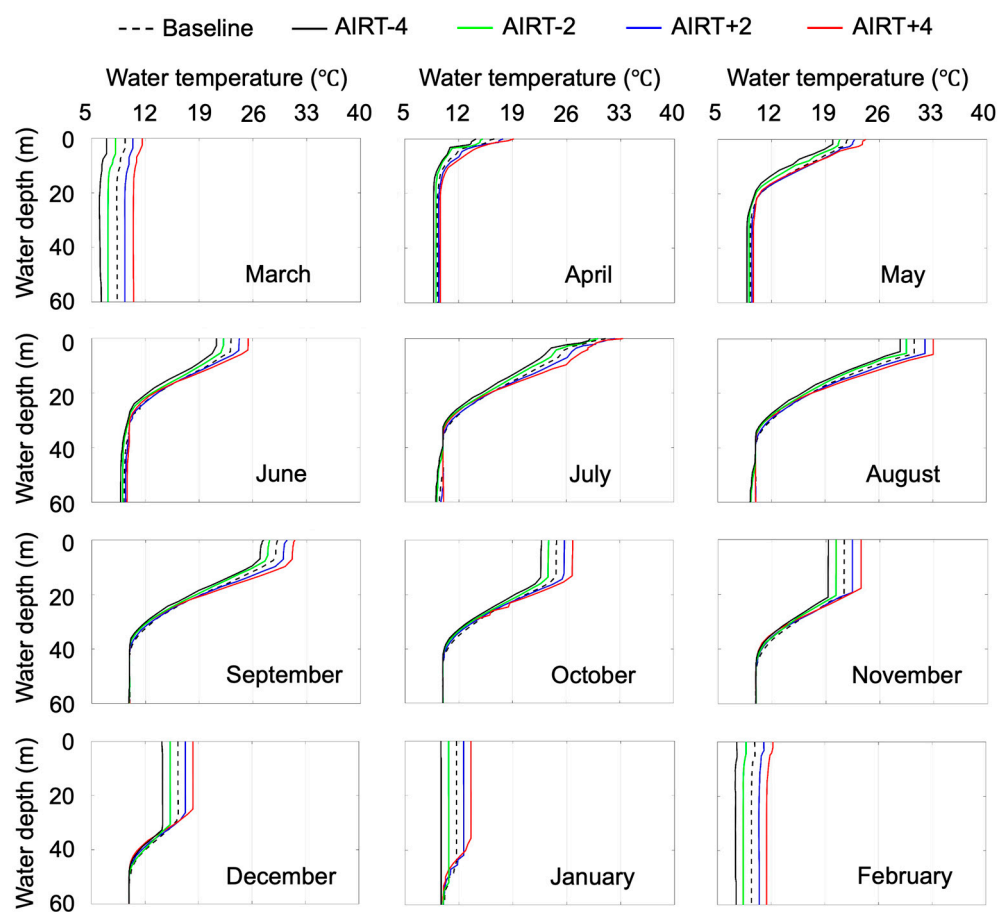 Baseline AIRT-4 AIRT-2 AIRT+2 AIRT+4
Water temperature (℃) Water temperature (℃) Water temperature (℃)
5 12 19 26 33 40 5 12 19 26 33 40 5 12 19 26 33 40
Water depth (m)
0
20
40
60
March April May
Water depth (m)
0
20
40
60
June July August
Water depth (m)
0
20
40
60
September October November
Water depth (m)
0
20
40
60
December January February